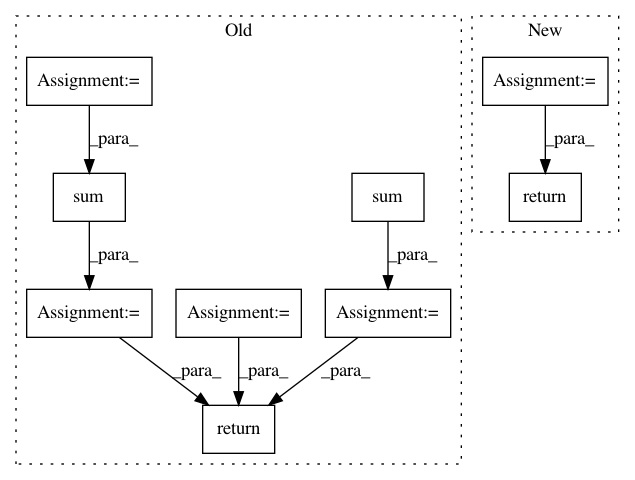 Old
New
Assignment:=
Assignment:=
_para_
_para_
sum
sum
return
_para_
_para_
Assignment:=
Assignment:=
Assignment:=
_para_
_para_
_para_
return